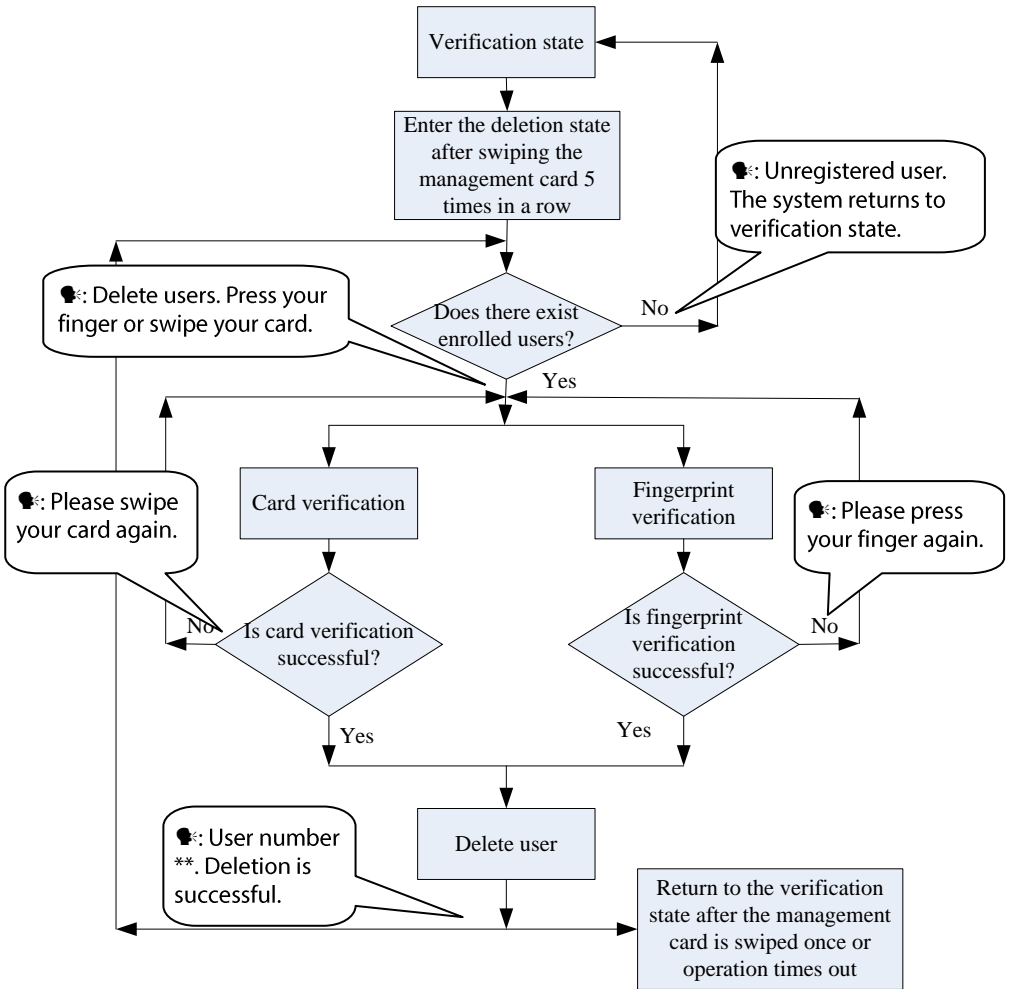 Verification state
Enter the deletion state
after swiping the
management card 5
times in a row
🗣: Unregistered user.
The system returns to
verification state.
🗣: Delete users. Press your
finger or swipe your card.
Does there exist
enrolled users?
No
Yes
🗣: Please swipe
your card again.
Card verification
Fingerprint
verification
🗣: Please press
your finger again.
No
Is card verification
successful?
Is fingerprint
verification
successful?
No
Yes
Yes
🗣: User number
**. Deletion is
successful.
Delete user
Return to the verification
state after the management
card is swiped once or
operation times out